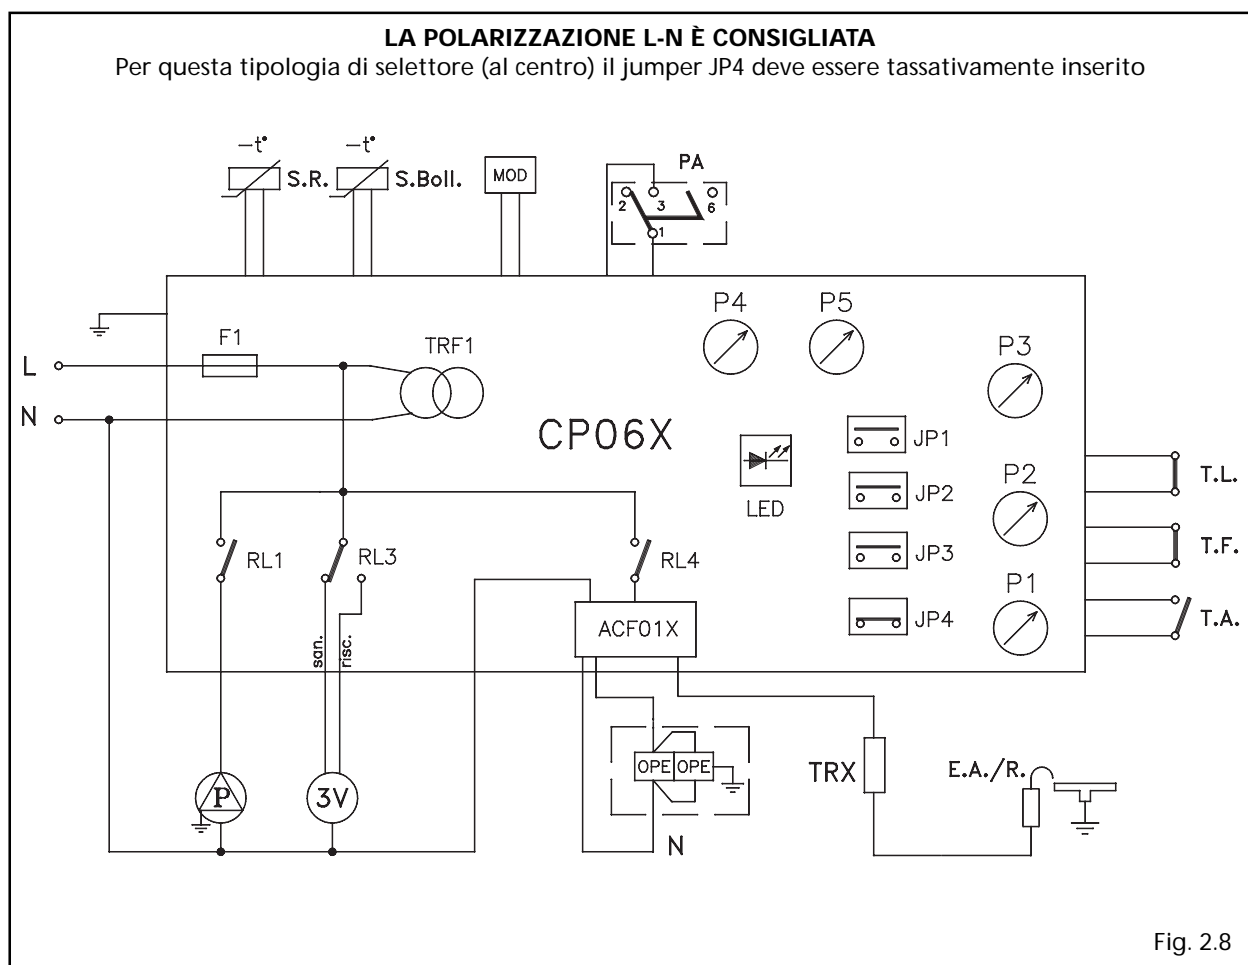 LA POLARIZZAZIONE L-N È CONSIGLIATA
Per questa tipologia di selettore (al centro) il jumper JP4 deve essere tassativamente inserito
-t°
S.R.
-t°
S.Boll.
MOD
PA
2
3
6
1
P4
P5
F1
TRF1
P3
L
N
CP06X
JP1
LED
JP2
P2
T.L.
RL1
RL3
RL4
JP3
T.F.
P1
ACF01X
JP4
T.A.
san.
risc.
OPE
OPE
TRX
E.A./R.
P
3V
N
Fig. 2.8